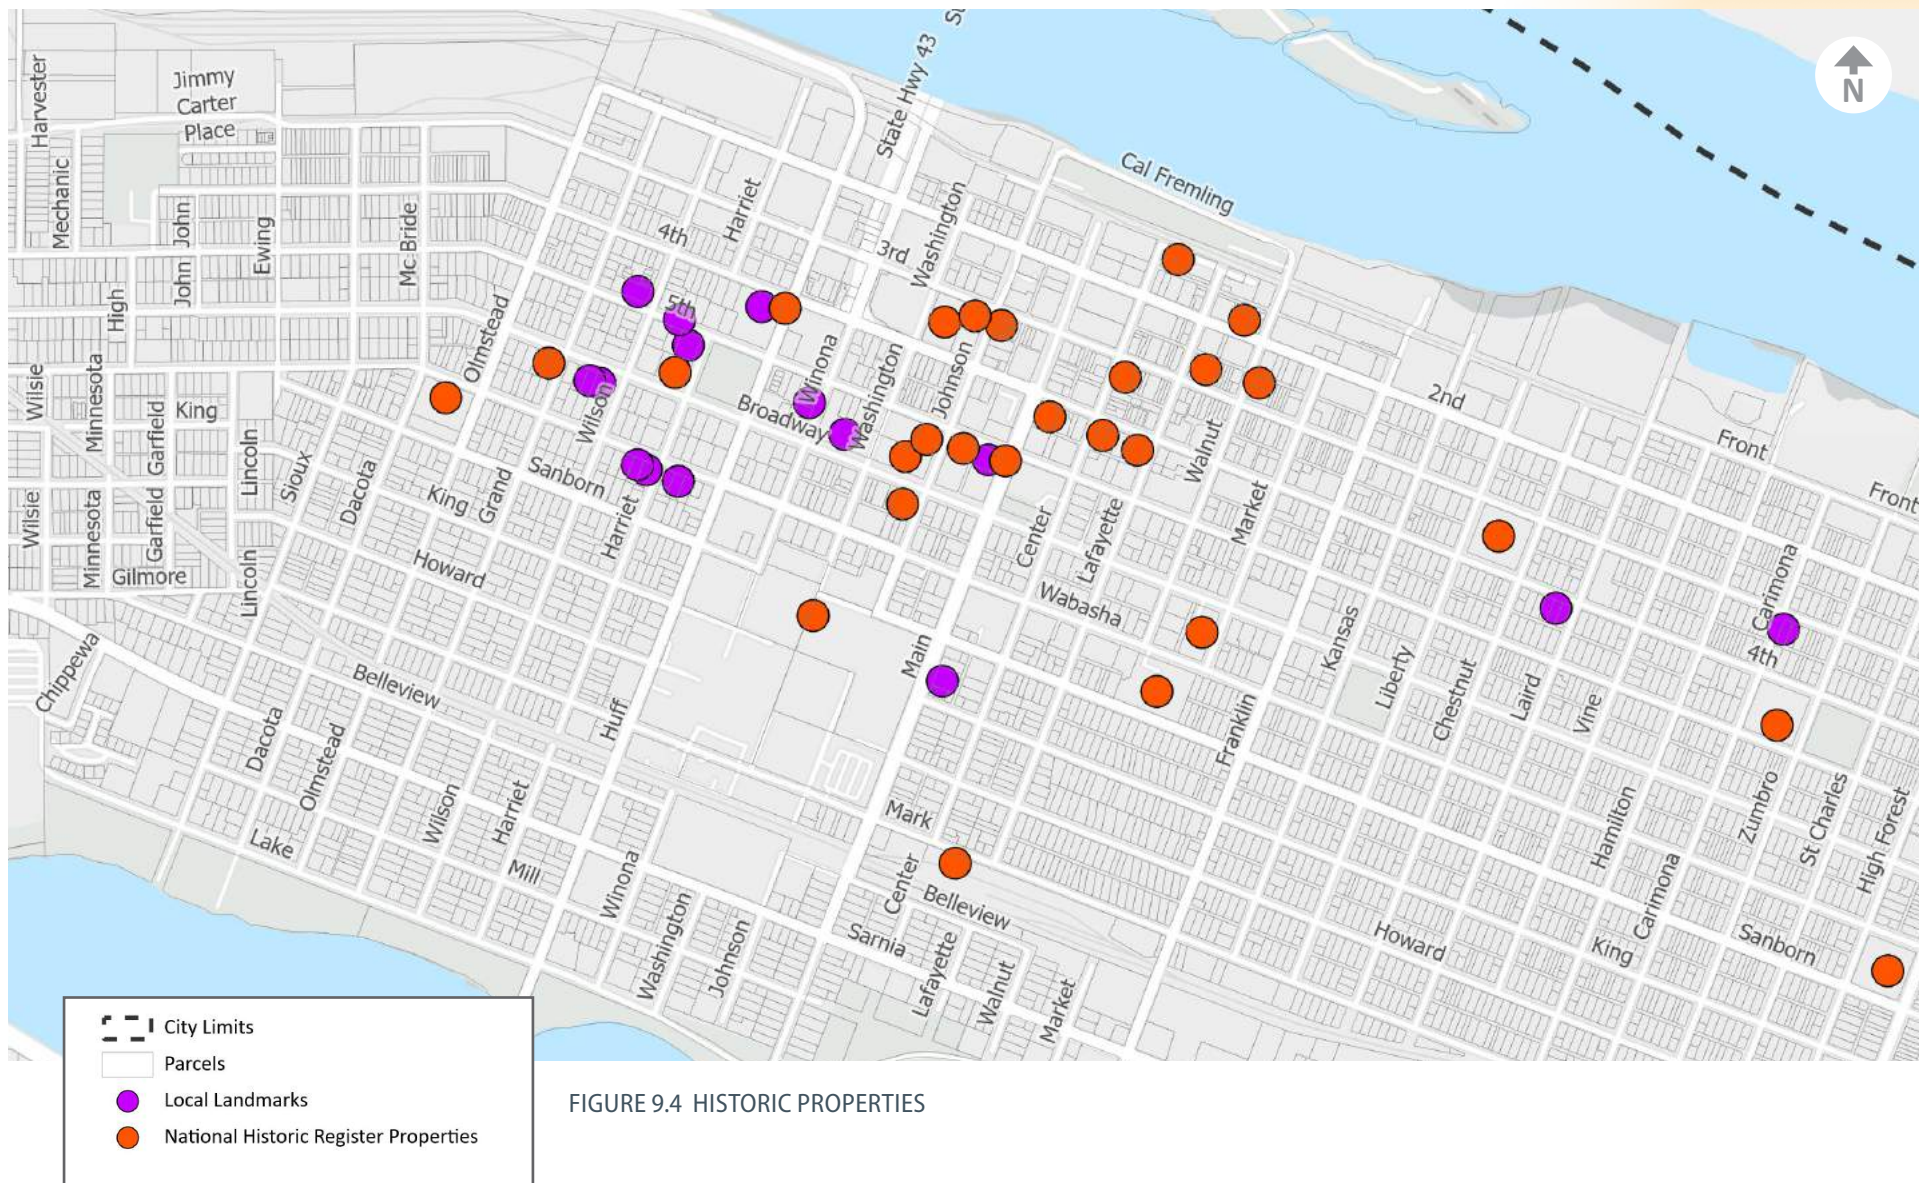 St
State Hwy 43
N
Harvester
Jimmy
Carter
Place
Mechanic
John
John
Ewing
Mc Bride
Harriet
4th
3rd
Washington
Cal Fremling
High
John
Olmstead
5th
Winona
Washington
Johnson
2nd
Wilsie
Minnesota
Garfield
King
Lincoln
Sioux
Dacota
Wilson
Broadway
Walnut
Front
Front
King
Grand
Sanborn
Harriet
Center
Lafayette
Market
Wilsie
Minnesota
Garfield
Gilmore
Lincoln
Howard
Wabasha
Carimona
4th
Chippewa
Belleview
Huff
Main
Kansas
Liberty
Chestnut
Laird
Vine
Franklin
Dacota
Olmstead
Wilson
Harriet
Mark
Hamilton
Zumbro
St Charles
High Forest
Lake
Mill
Winona
Washington
Johnson
Center
Belleview
Sarnia
Lafayette
Walnut
Market
Howard
King
Carimona
Sanborn
City Limits
Parcels
Local Landmarks
National Historic Register Properties
FIGURE 9.4 HISTORIC PROPERTIES